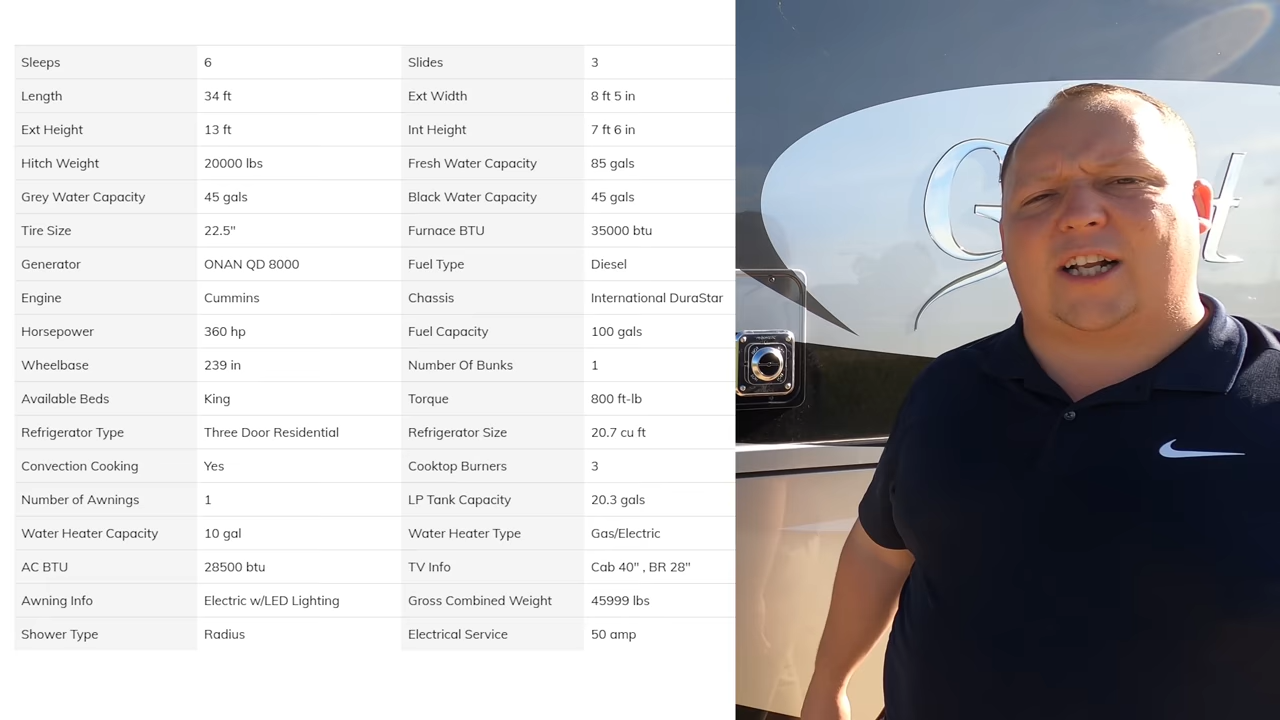 Sleeps 6 Slides 3
Length 34 ft Ext Width 8 ft 5 in
Ext Height 13 ft Int Height 7 ft 6 in
Hitch Weight 20000 lbs Fresh Water Capacity 85 gals
Grey Water Capacity 45 gals Black Water Capacity 45 gals
Tire Size 22.5" Furnace BTU 35000 btu
Generator ONAN QD 8000 Fuel Type Diesel
Engine Cummins Chassis International DuraStar
Horsepower 360 hp Fuel Capacity 100 gals
Wheelbase 239 in Number Of Bunks 1
Available Beds King Torque 800 ft-lb
Refrigerator Type Three Door Residential Refrigerator Size 20.7 cu ft
Convection Cooking Yes Cooktop Burners 3
Number of Awnings 1 LP Tank Capacity 20.3 gals
Water Heater Capacity 10 gal Water Heater Type Gas/Electric
AC BTU 28500 btu TV Info Cab 40" , BR 28"
Awning Info Electric w/LED Lighting Gross Combined Weight 45999 lbs
Shower Type Radius Electrical Service 50 amp